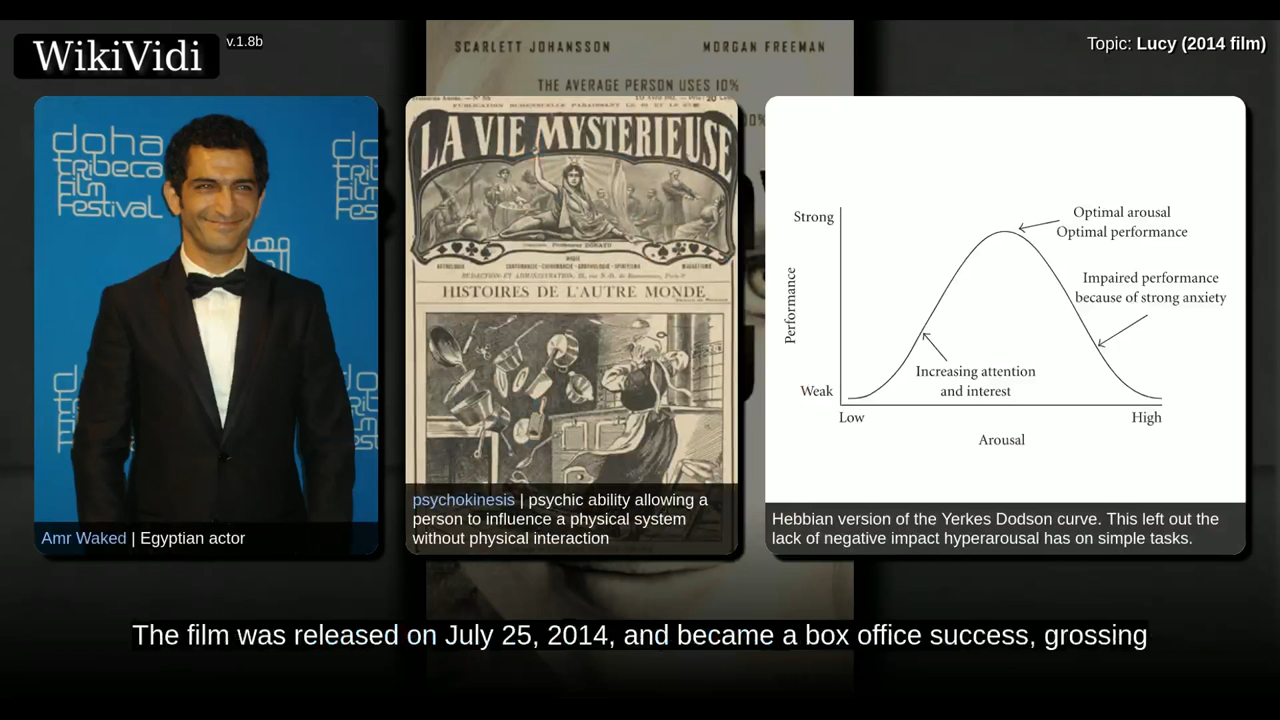 WikiVidi
v.1.8b
Topic: Lucy (2014 film)
SCARLETT JOHANSSON
MORGAN FREEMAN
THE AVERAGE PERSON USES 10%
doha
tribeca
film
festival
Amr Waked | Egyptian actor
LA VIE MYSTERIEUSE
HISTOIRES DE L'AUTRE MONDE
psychokinesis | psychic ability allowing a
person to influence a physical system
without physical interaction
Strong
Optimal arousal
Optimal performance
Impaired performance
because of strong anxiety
Performance
Increasing attention
and interest
Weak
Low
High
Arousal
Hebbian version of the Yerkes Dodson curve. This left out the
lack of negative impact hyperarousal has on simple tasks.
The film was released on July 25, 2014, and became a box office success, grossing